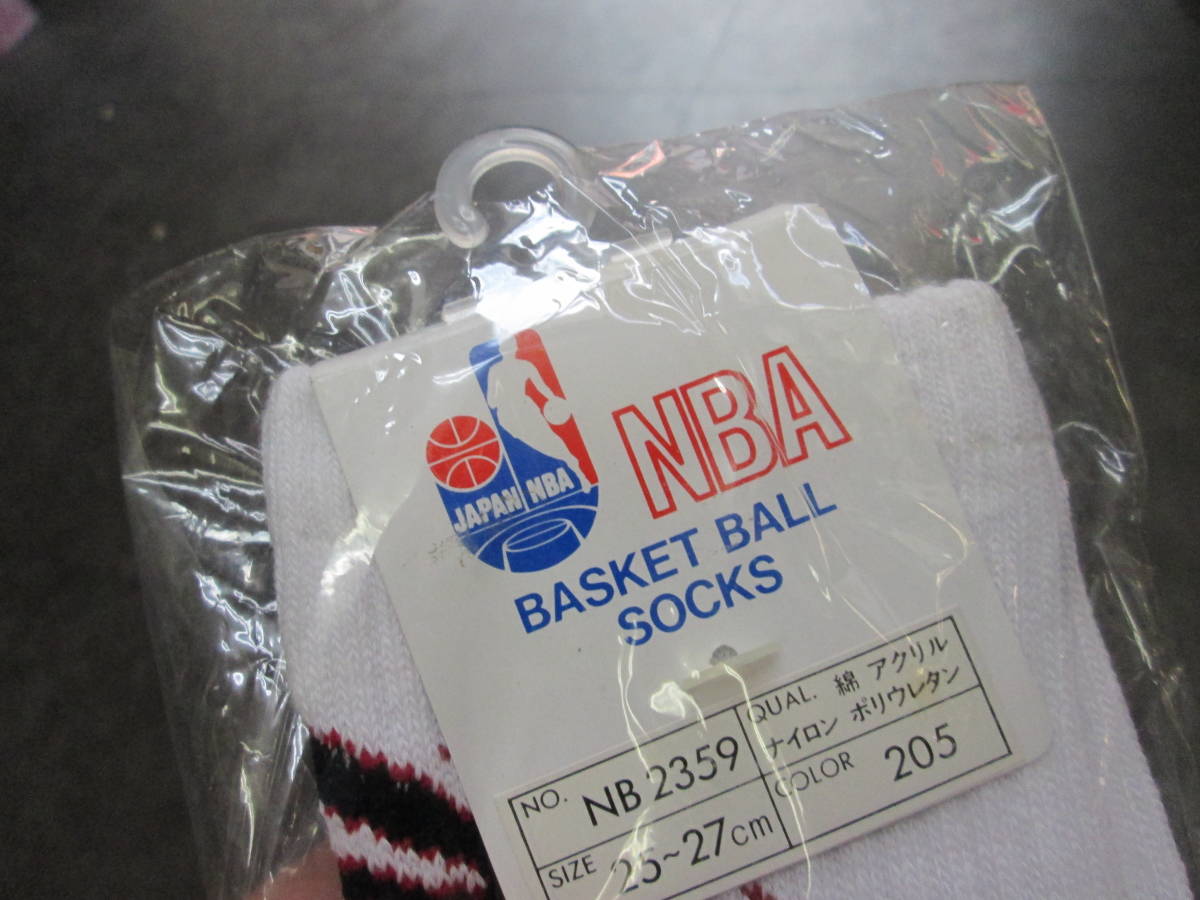 JAPAN NBA
NBA
BASKET BALL
SOCKS
NO. NB 2359
QUAL. 綿 アクリル
ナイロン ポリウレタン
SIZE 25~27cm
COLOR 205